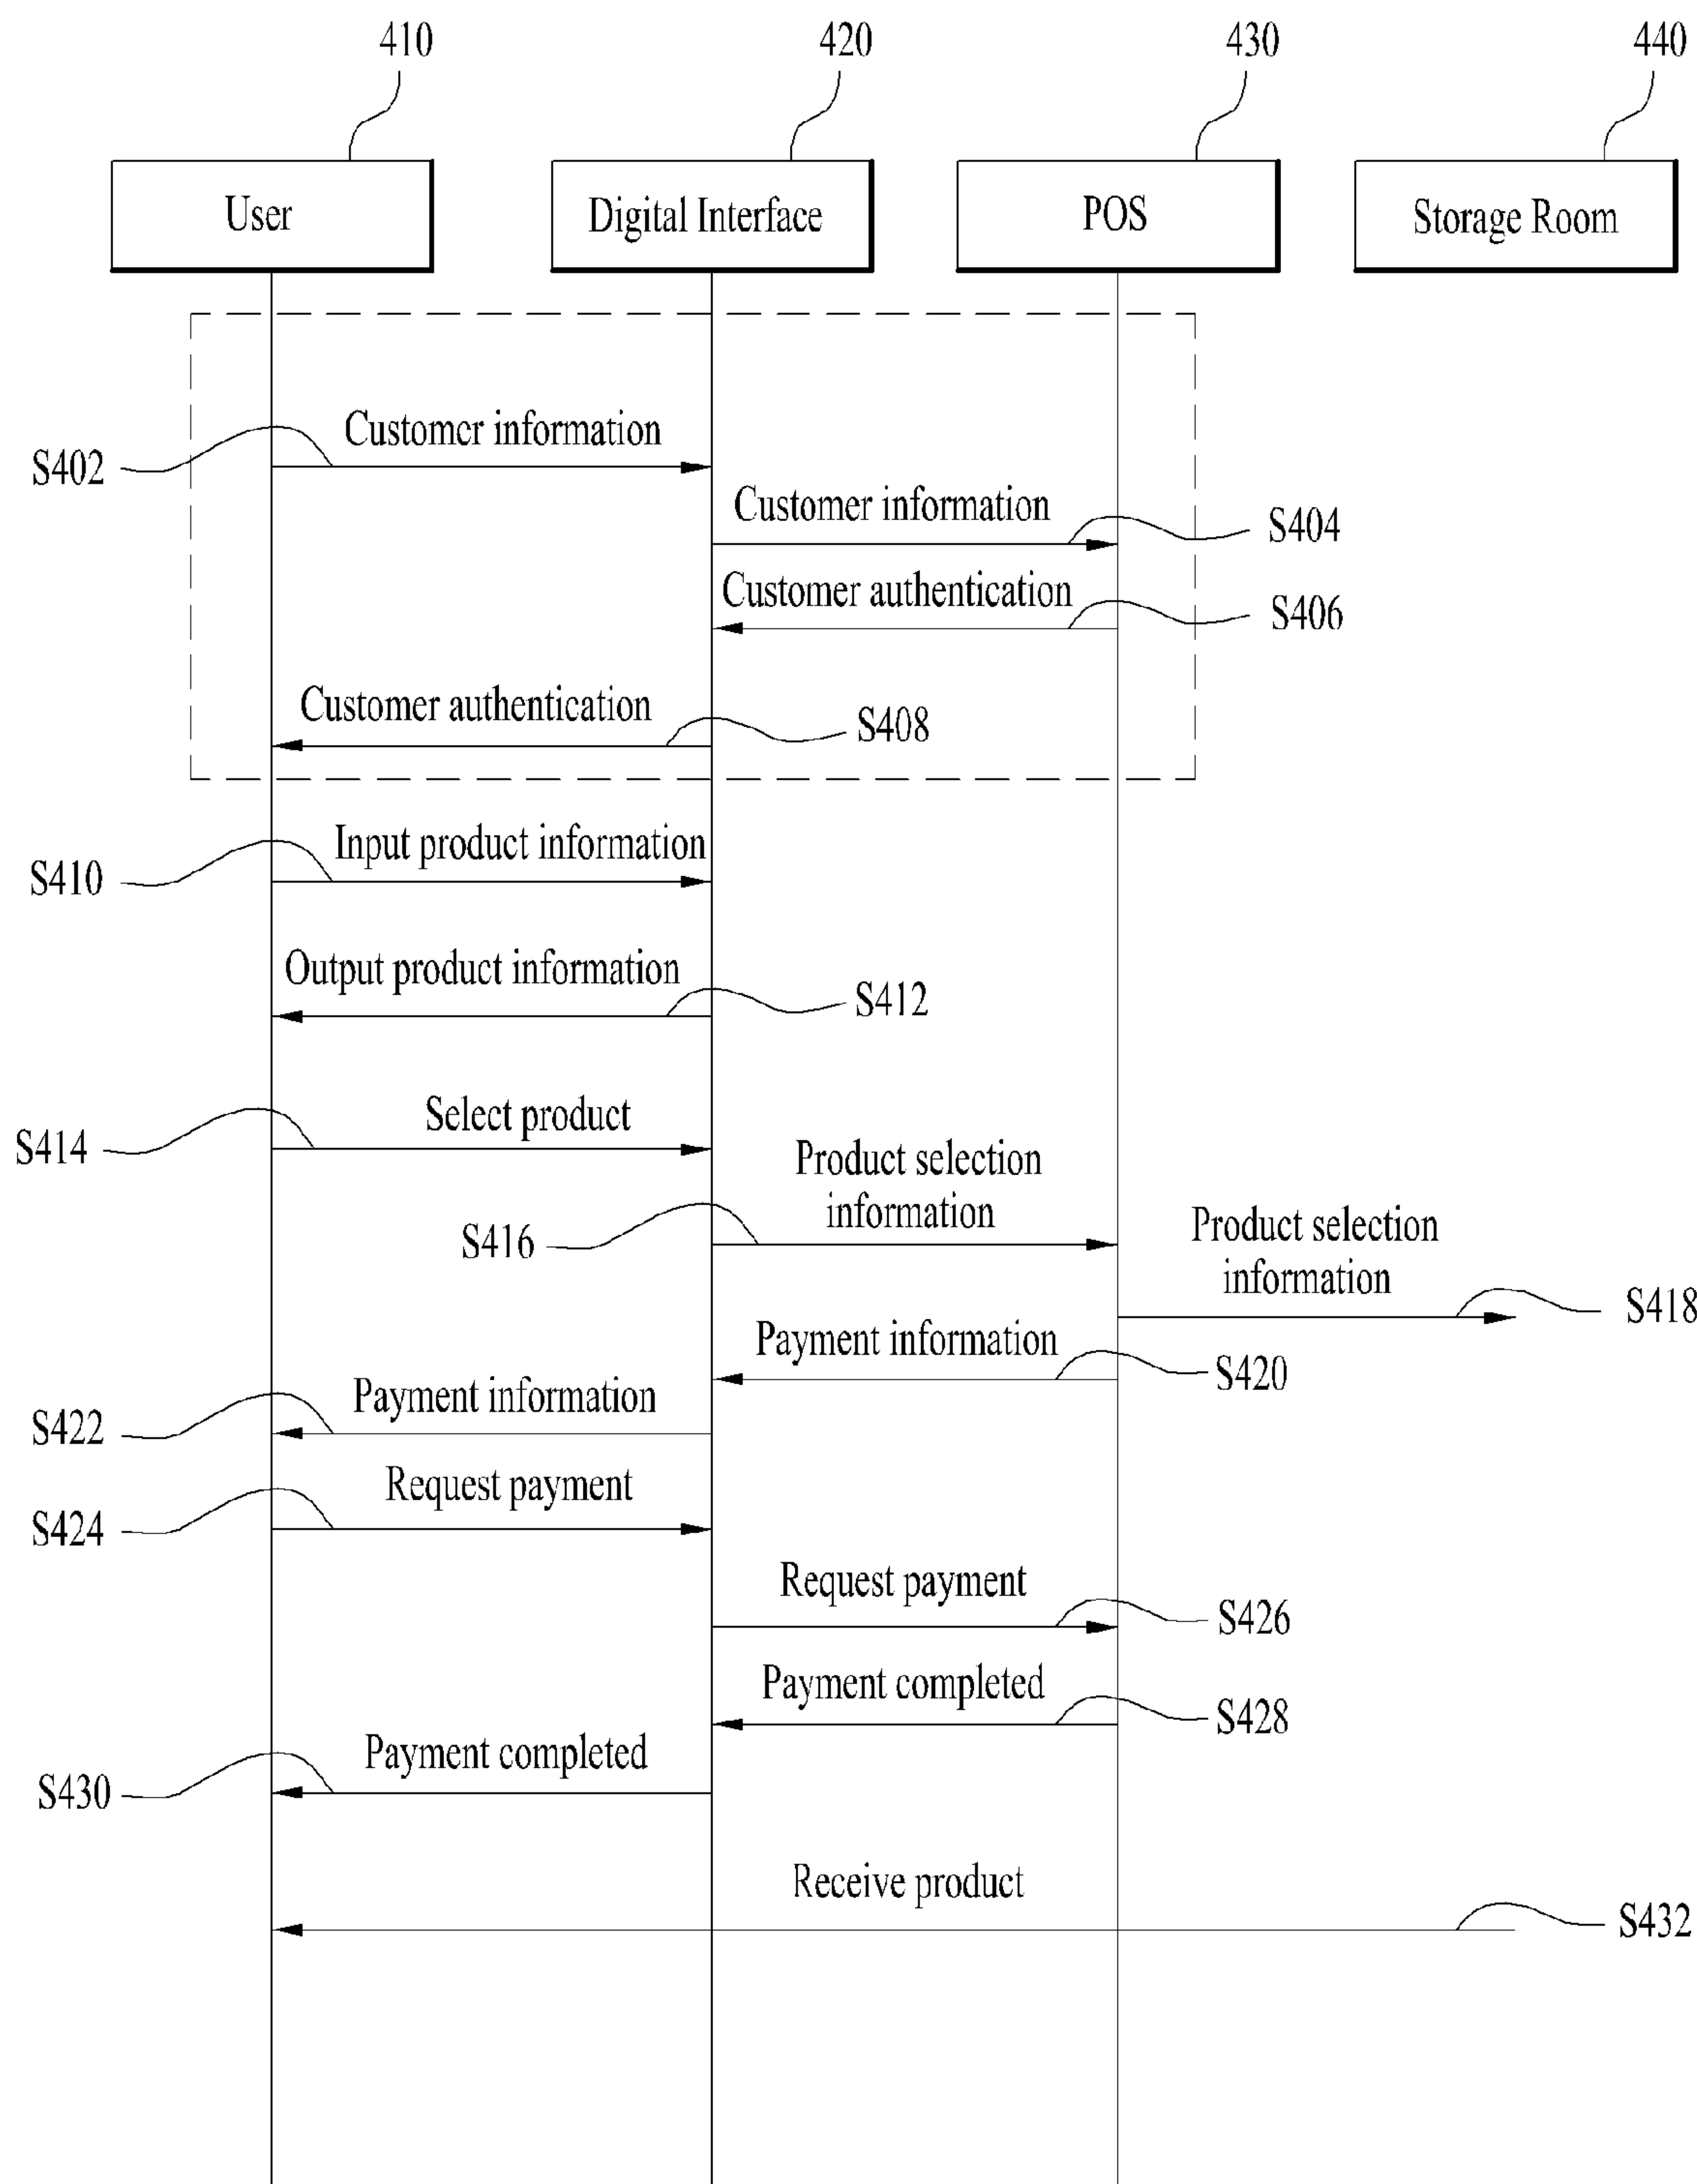 410
420
430
440
User
Digital Interface
POS
Storage Room
Customer information
S402
Customer information
S404
Customer authentication
S406
Customer authentication
S408
Input product information
S410
Output product information
S412
Select product
S414
Product selection
information
S416
Product selection
information
S418
Payment information
S420
Payment information
S422
Request payment
S424
Request payment
S426
Payment completed
S428
Payment completed
S430
Receive product
S432